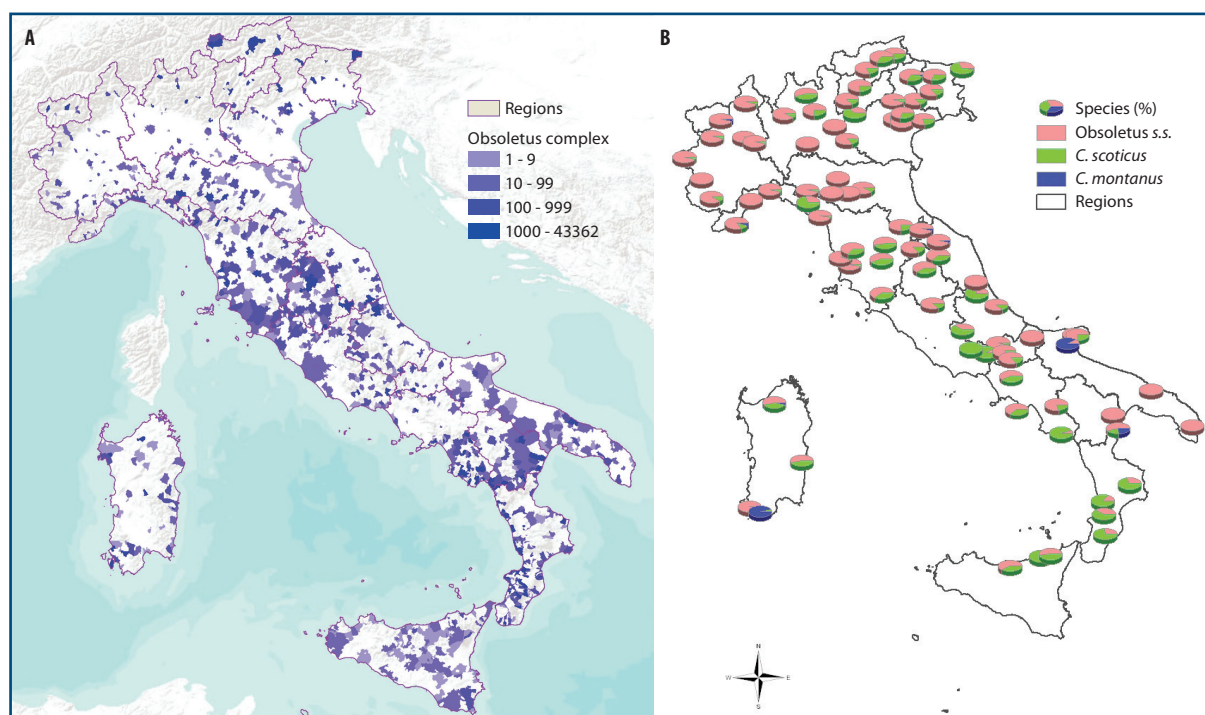 A
Regions
Obsoletus complex
1 - 9
10 - 99
100 - 999
1000 - 43362
B
Species (%)
Obsoletus s.s.
C. scoticus
C. montanus
Regions
N
W
E
S